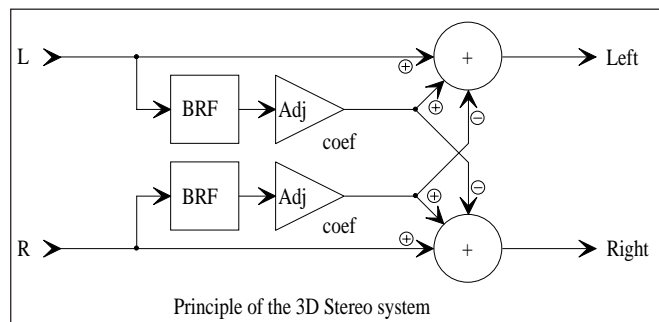 L
+
⊕
Left
BRF
Adj
⊕
⊖
coef
BRF
Adj
⊕
⊖
coef
R
⊕
+
Right
Principle of the 3D Stereo system